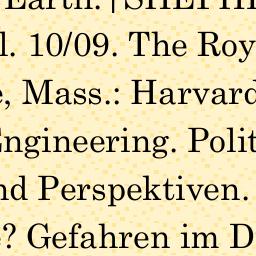 Earth. | SHEPH
l. 10/09. The Roy
e, Mass.: Harvard
Engineering. Polit
nd Perspektiven.
e? Gefahren im D